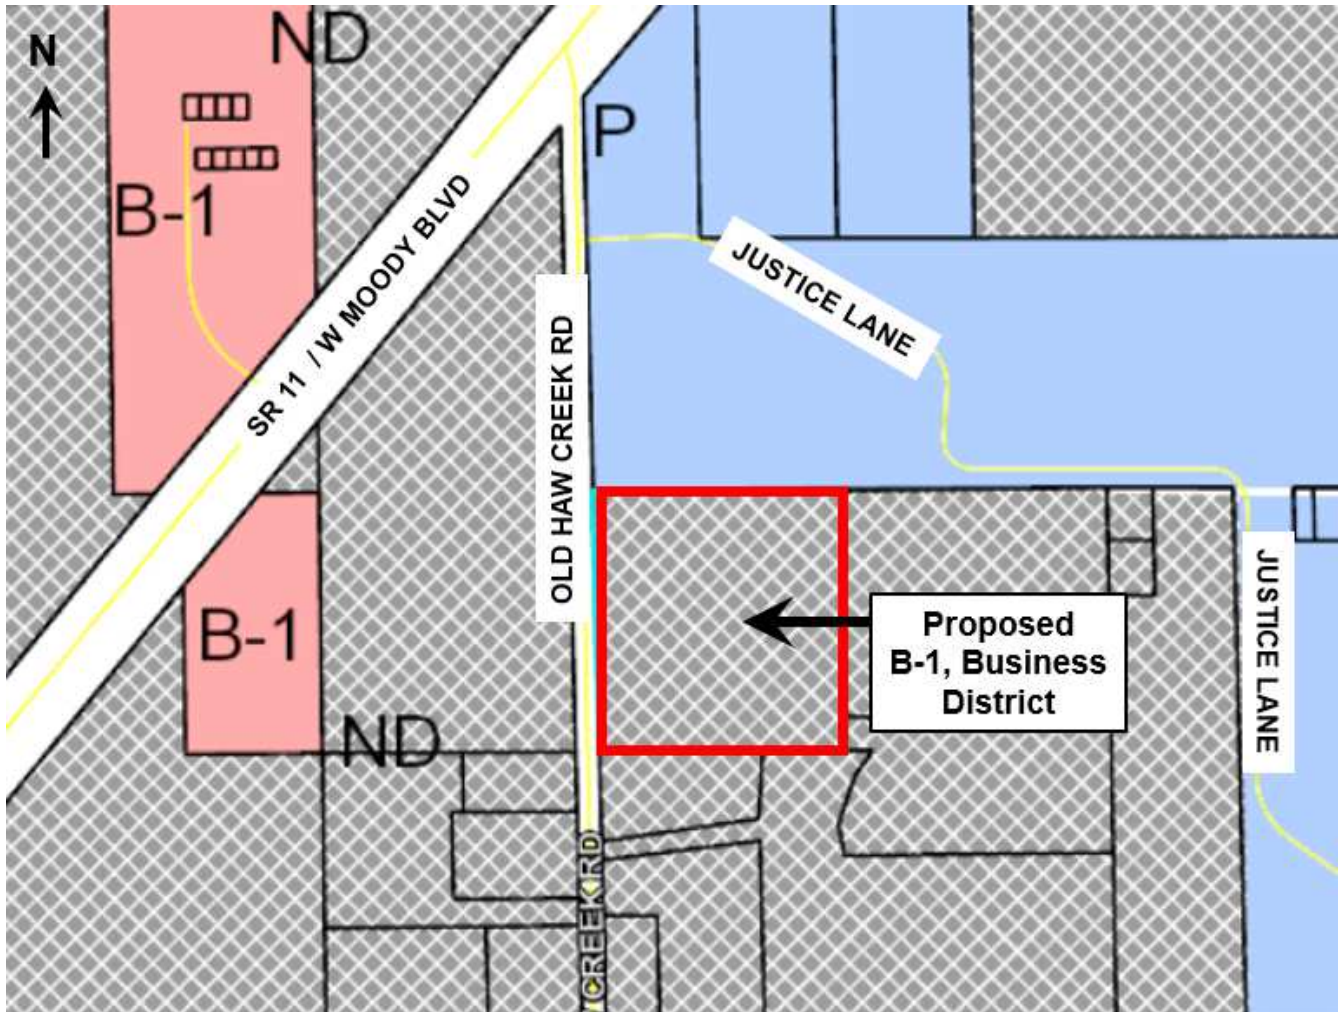 ND
N
P
B-1
SR 11 / W MOODY BLVD
JUSTICE LANE
OLD HAW CREEK RD
B-1
Proposed
B-1, Business
District
JUSTICE LANE
ND
CREEK RD